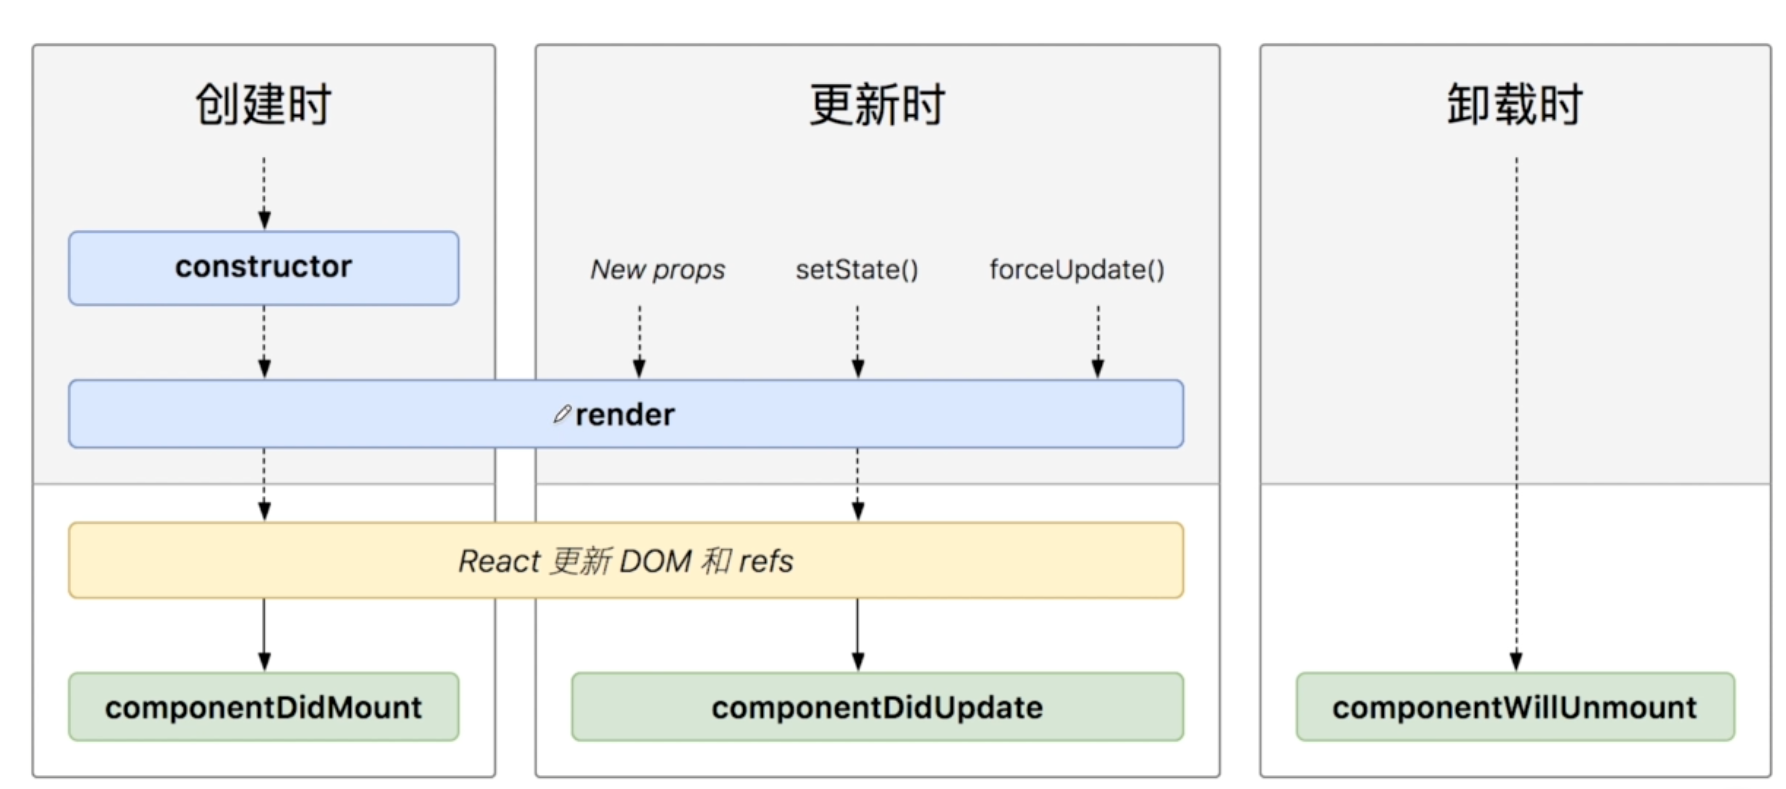 创建时
更新时
卸载时
constructor
New props
setState()
forceUpdate()
render
React 更新 DOM 和 refs
componentDidMount
componentDidUpdate
componentWillUnmount